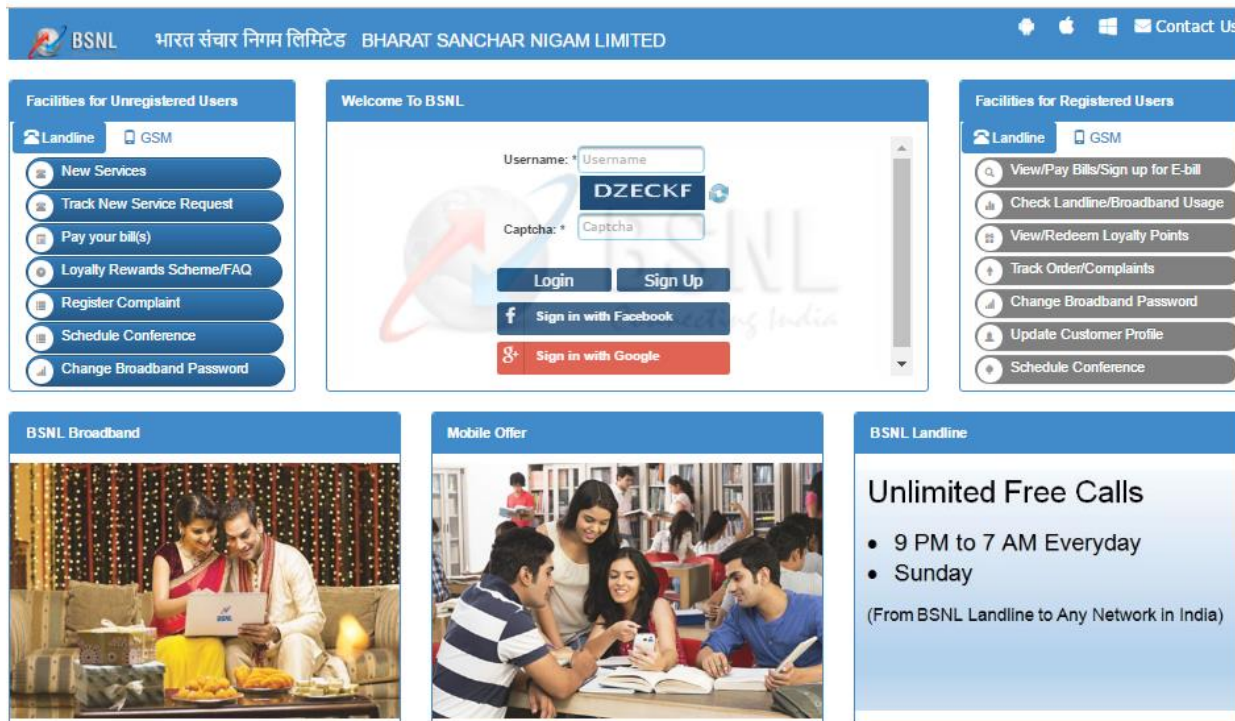 BSNL भारत संचार निगम लिमिटेड BHARAT SANCHAR NIGAM LIMITED
Contact Us
Facilities for Unregistered Users
Landline GSM
New Services
Track New Service Request
Pay your bill(s)
Loyalty Rewards Scheme/FAQ
Register Complaint
Schedule Conference
Change Broadband Password
Welcome To BSNL
Username: * Username
DZECKF
Captcha: * Captcha
BSNL
Connecting India
Login Sign Up
f Sign in with Facebook
g+ Sign in with Google
Facilities for Registered Users
Landline GSM
View/Pay Bills/Sign up for E-bill
Check Landline/Broadband Usage
View/Redeem Loyalty Points
Track Order/Complaints
Change Broadband Password
Update Customer Profile
Schedule Conference
BSNL Broadband
BSNL
Mobile Offer
BSNL Landline
Unlimited Free Calls
• 9 PM to 7 AM Everyday
• Sunday
(From BSNL Landline to Any Network in India)